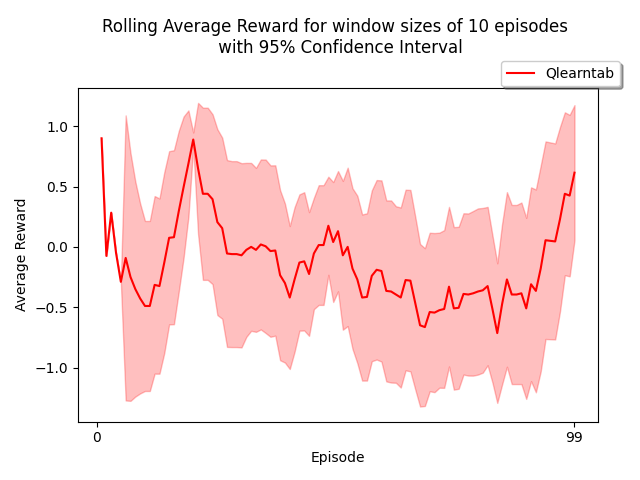 Rolling Average Reward for window sizes of 10 episodes
with 95% Confidence Interval
Qlearntab
1.0
0.5
0.0
−0.5
−1.0
Average Reward
0
99
Episode